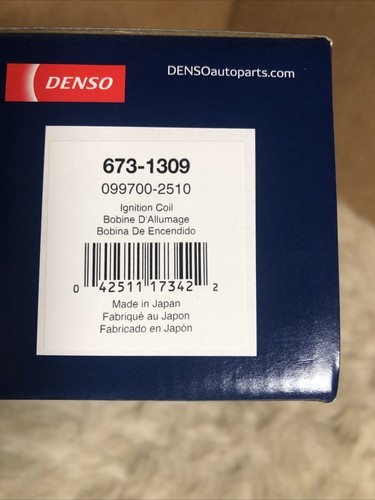 DENSO
DENSOautoparts.com
673-1309
099700-2510
Ignition Coil
Bobine D'Allumage
Bobina De Encendido
0 42511 17342 2
Made in Japan
Fabriqué au Japon
Fabricado en Japón